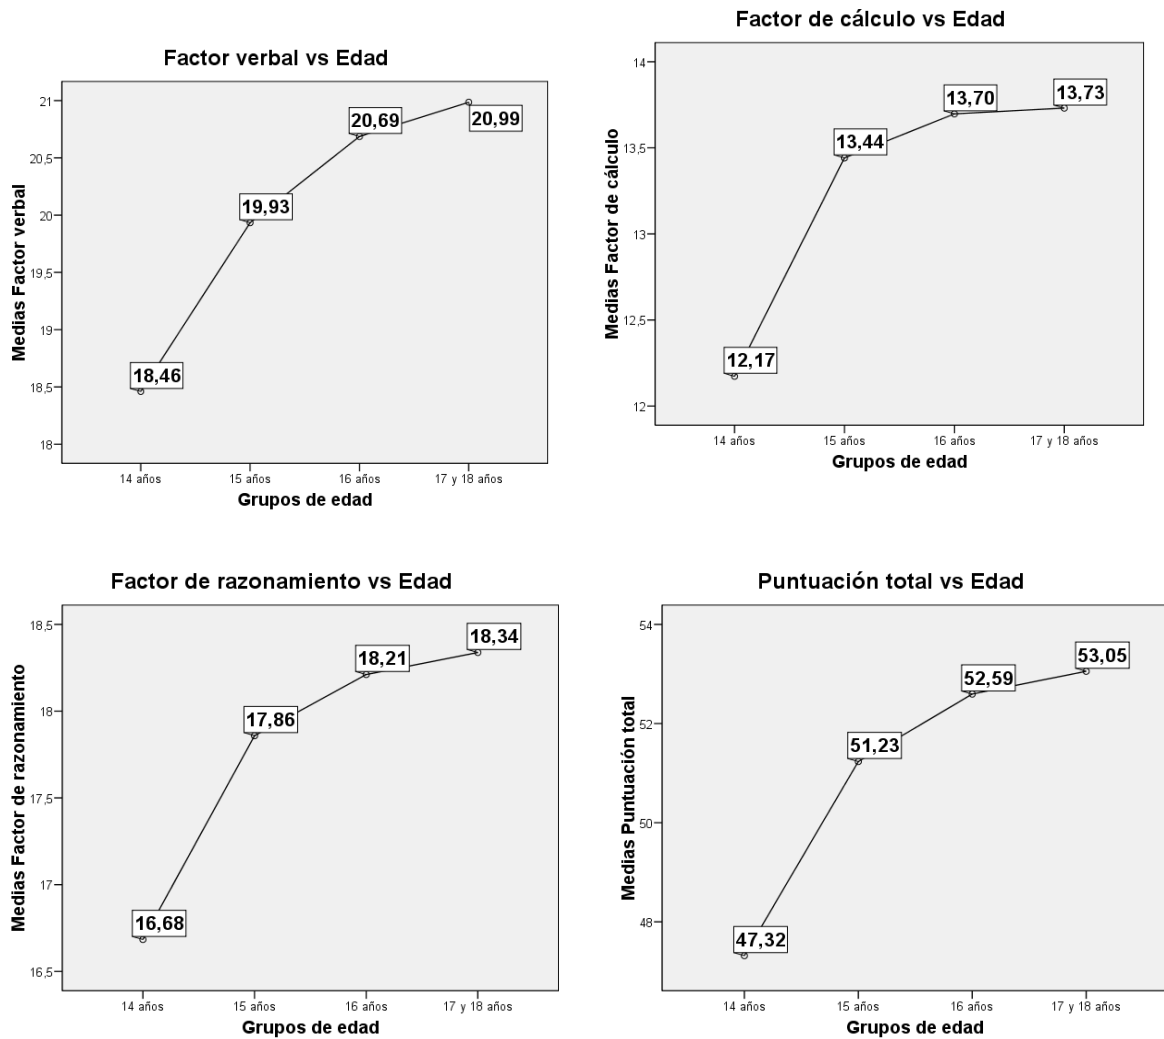 Factor verbal vs Edad
Medias Factor verbal
21
20,5
20
19,5
19
18,5
18
18,46
19,93
20,69
20,99
14 años
15 años
16 años
17 y 18 años
Grupos de edad
Factor de cálculo vs Edad
Medias Factor de cálculo
14
13,5
13
12,5
12
12,17
13,44
13,70
13,73
14 años
15 años
16 años
17 y 18 años
Grupos de edad
Factor de razonamiento vs Edad
Medias Factor de razonamiento
18,5
18
17,5
17
16,5
16,68
17,86
18,21
18,34
14 años
15 años
16 años
17 y 18 años
Grupos de edad
Puntuación total vs Edad
Medias Puntuación total
54
52
50
48
47,32
51,23
52,59
53,05
14 años
15 años
16 años
17 y 18 años
Grupos de edad